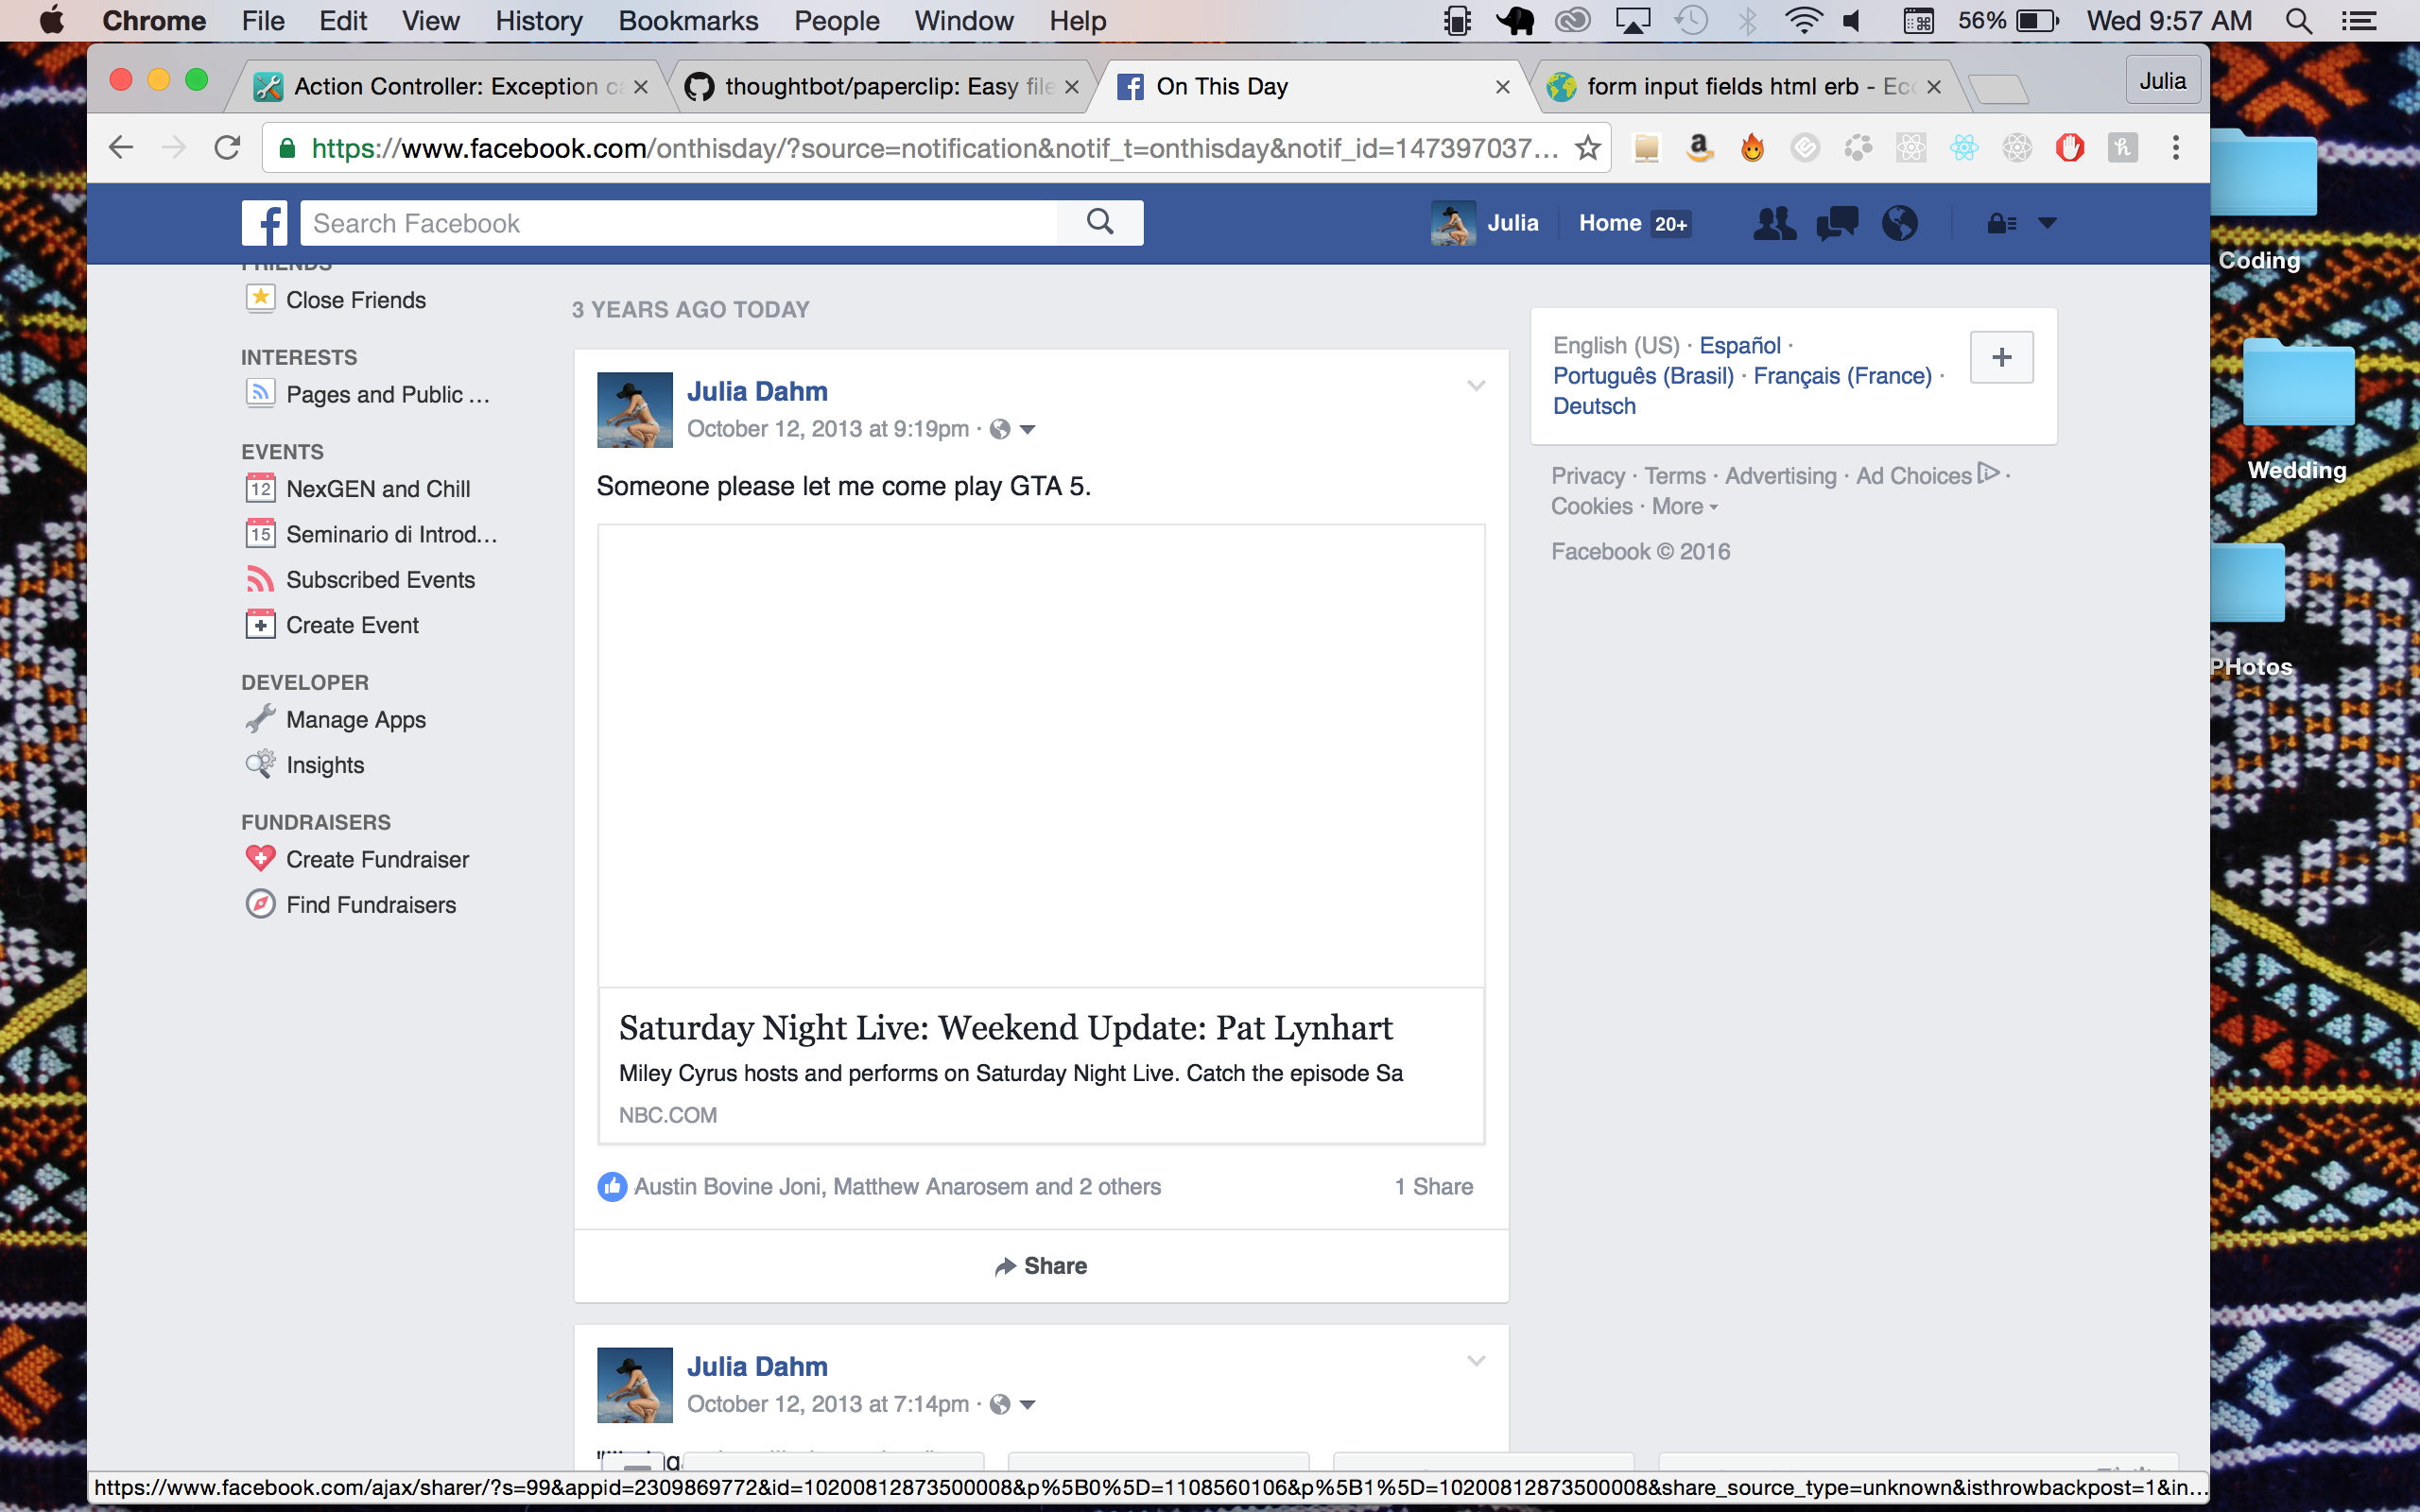 Chrome File Edit View History Bookmarks People Window Help 56% Wed 9:57 AM
Action Controller: Exception ca
thoughtbot/paperclip: Easy file
On This Day
form input fields html erb - Eco
Julia
https://www.facebook.com/onthisday/?source=notification&notif_t=onthisday&notif_id=147397037...
Search Facebook
Julia Home 20+
FRIENDS
Close Friends
INTERESTS
Pages and Public ...
EVENTS
12 NexGEN and Chill
15 Seminario di Introd...
Subscribed Events
Create Event
DEVELOPER
Manage Apps
Insights
FUNDRAISERS
Create Fundraiser
Find Fundraisers
3 YEARS AGO TODAY
Julia Dahm
October 12, 2013 at 9:19pm ·
Someone please let me come play GTA 5.
Saturday Night Live: Weekend Update: Pat Lynhart
Miley Cyrus hosts and performs on Saturday Night Live. Catch the episode Sa
NBC.COM
Austin Bovine Joni, Matthew Anarosem and 2 others 1 Share
Share
Julia Dahm
October 12, 2013 at 7:14pm ·
English (US) · Español ·
Português (Brasil) · Français (France) ·
Deutsch
Privacy · Terms · Advertising · Ad Choices ·
Cookies · More
Facebook © 2016
Coding
Wedding
PHotos
https://www.facebook.com/ajax/sharer/?s=99&appid=2309869772&id=10200812873500008&p%5B0%5D=1108560106&p%5B1%5D=10200812873500008&share_source_type=unknown&isthrowbackpost=1&in...